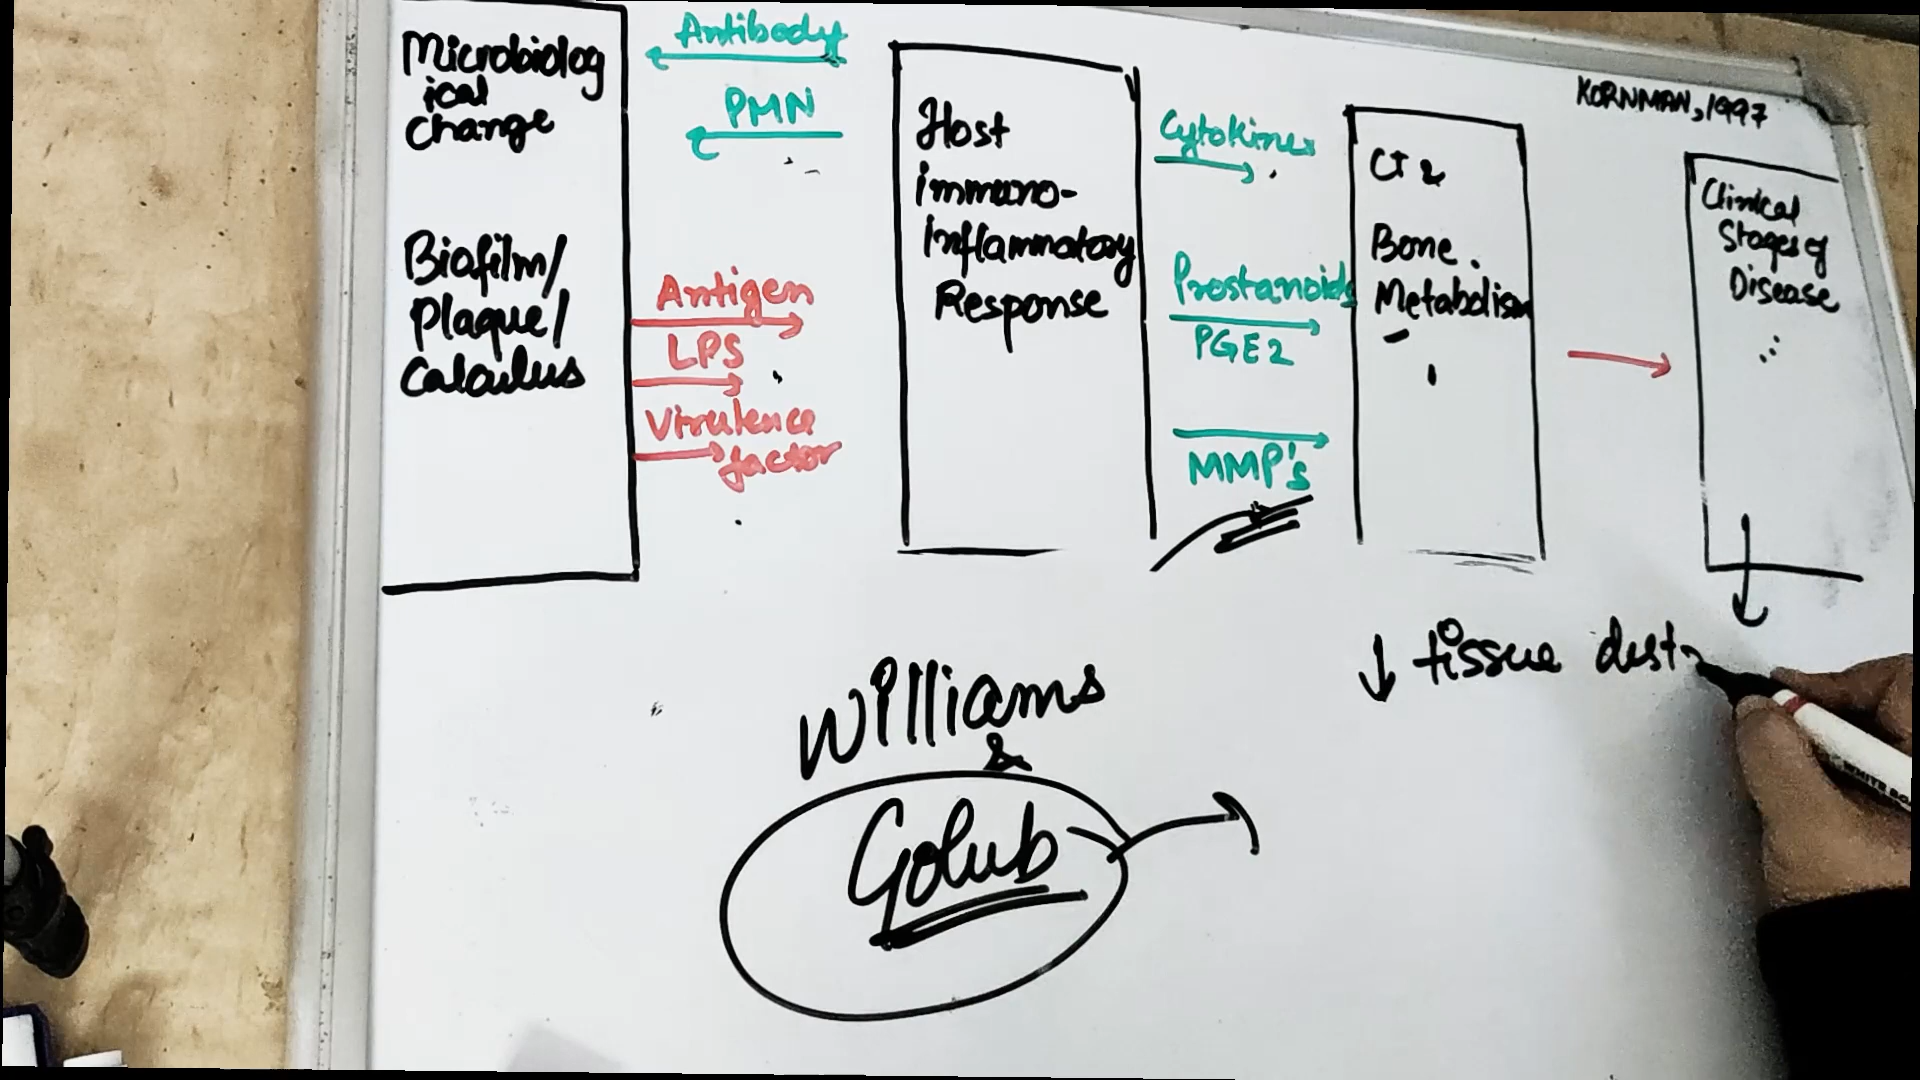 Microbiolog
ical
Change
Biofilm/
Plaque/
Calculus
Antibody
PMN
Antigen
LPS
Virulence
factor
Host
immuno-
Inflammatory
Response
Cytokines
Prostanoids
PGE2
MMP's
CT &
Bone
Metabolism
KORNMAN, 1997
Clinical
Stages of
Disease
↓ tissue dest
Williams
&
Golub